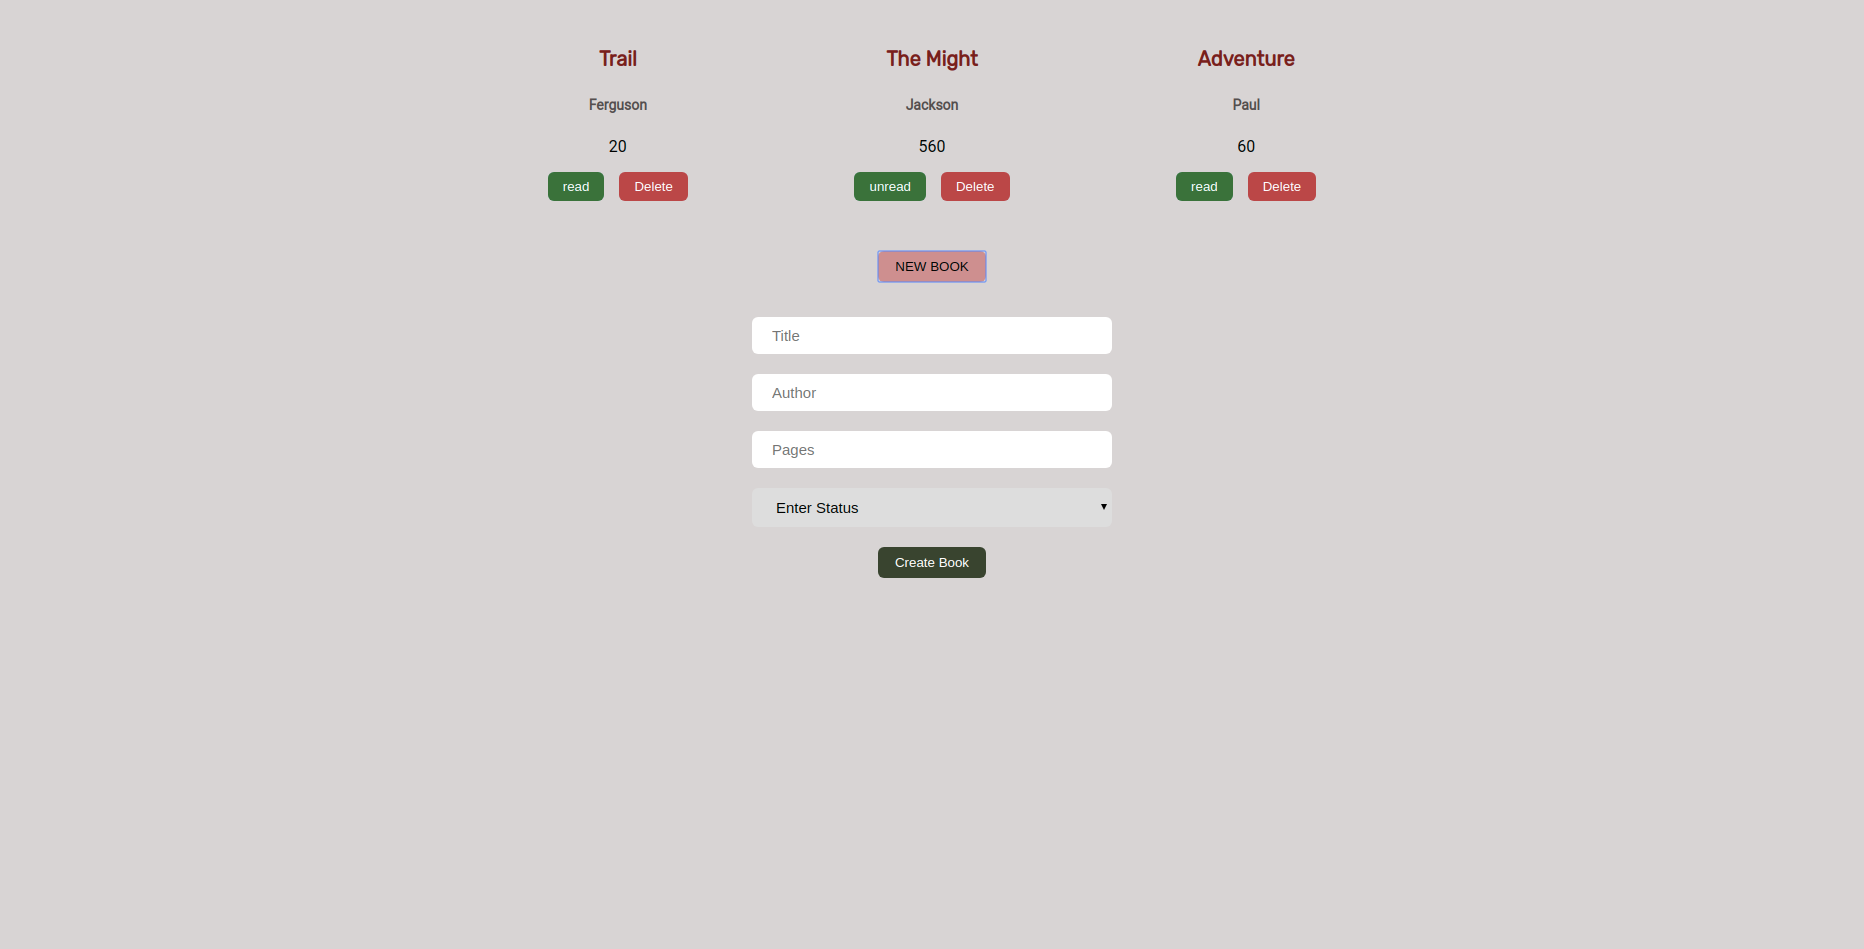 Trail
The Might
Adventure
Ferguson
Jackson
Paul
20
560
60
read
Delete
unread
Delete
read
Delete
NEW BOOK
Title
Author
Pages
Enter Status
Create Book